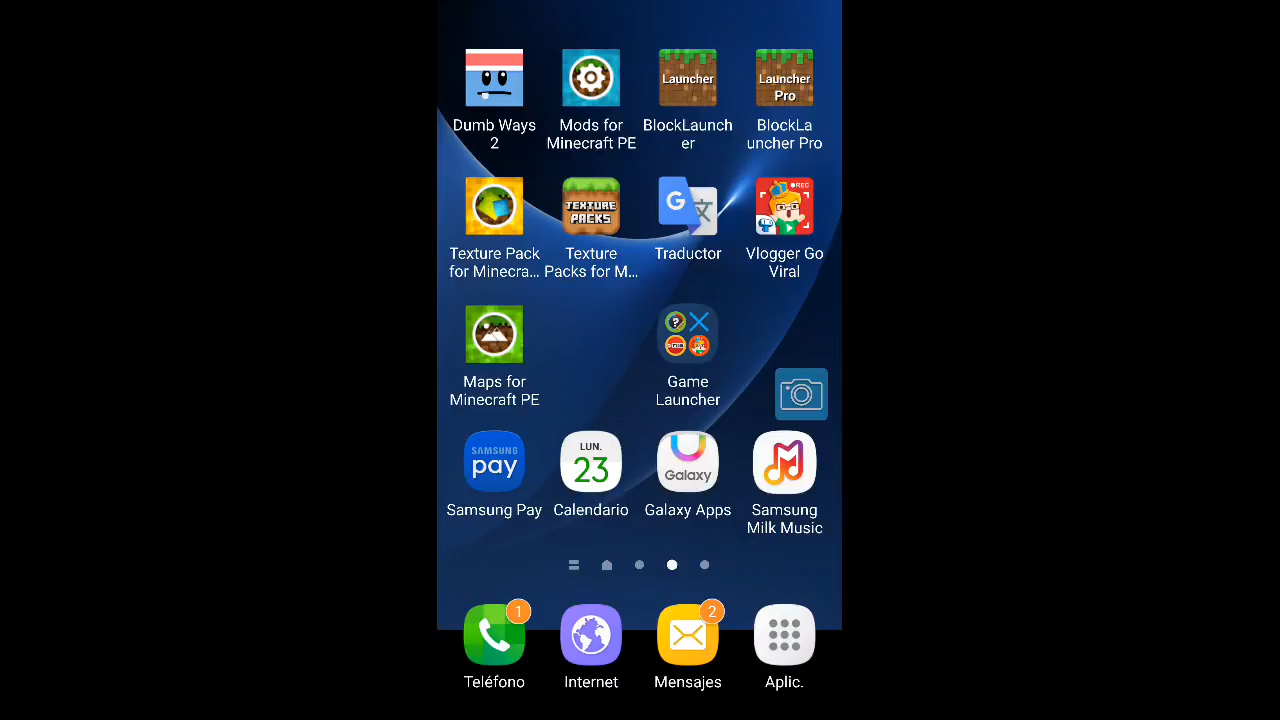 Launcher
Launcher
Pro
Dumb Ways
2
Mods for
Minecraft PE
BlockLaunch
er
BlockLa
uncher Pro
G
文
REC
TEXTURE
PACKS
Texture Pack
for Minecra...
Texture
Packs for M...
Traductor
Vlogger Go
Viral
?
Maps for
Minecraft PE
Game
Launcher
SAMSUNG
pay
LUN.
23
Galaxy
Samsung Pay
Calendario
Galaxy Apps
Samsung
Milk Music
1
2
Teléfono
Internet
Mensajes
Aplic.